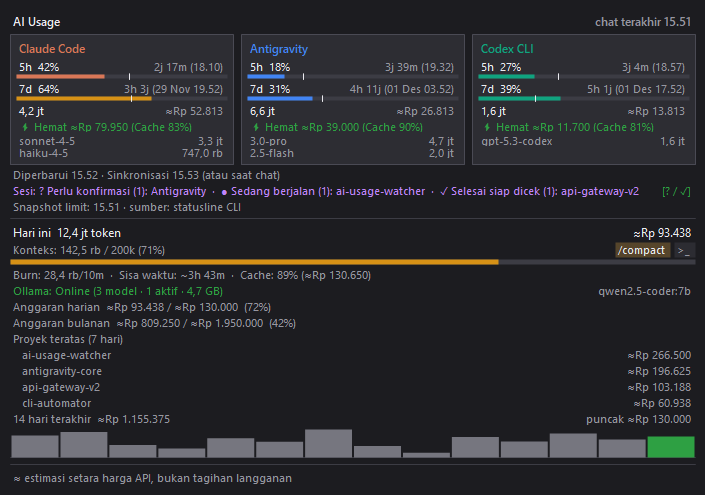 AI Usage chat terakhir 15.51
Claude Code
5h 42% 2j 17m (18.10)
7d 64% 3h 3j (29 Nov 19.52)
4,2 jt ≈Rp 52.813
Hemat ≈Rp 79.950 (Cache 83%)
sonnet-4-5 3,3 jt
haiku-4-5 747,0 rb
Antigravity
5h 18% 3j 39m (19.32)
7d 31% 4h 11j (01 Des 03.52)
6,6 jt ≈Rp 26.813
Hemat ≈Rp 39.000 (Cache 90%)
3.0-pro 4,7 jt
2.5-flash 2,0 jt
Codex CLI
5h 27% 3j 4m (18.57)
7d 39% 5h 1j (01 Des 17.52)
1,6 jt ≈Rp 13.813
Hemat ≈Rp 11.700 (Cache 81%)
gpt-5.3-codex 1,6 jt
Diperbarui 15.52 · Sinkronisasi 15.53 (atau saat chat)
Sesi: ? Perlu konfirmasi (1): Antigravity · ● Sedang berjalan (1): ai-usage-watcher · ✓ Selesai siap dicek (1): api-gateway-v2 [? / ✓]
Snapshot limit: 15.51 · sumber: statusline CLI
Hari ini 12,4 jt token ≈Rp 93.438
Konteks: 142,5 rb / 200k (71%) /compact >_
Burn: 28,4 rb/10m · Sisa waktu: ~3h 43m · Cache: 89% (≈Rp 130.650)
Ollama: Online (3 model · 1 aktif · 4,7 GB) qwen2.5-coder:7b
Anggaran harian ≈Rp 93.438 / ≈Rp 130.000 (72%)
Anggaran bulanan ≈Rp 809.250 / ≈Rp 1.950.000 (42%)
Proyek teratas (7 hari)
ai-usage-watcher ≈Rp 266.500
antigravity-core ≈Rp 196.625
api-gateway-v2 ≈Rp 103.188
cli-automator ≈Rp 60.938
14 hari terakhir ≈Rp 1.155.375 puncak ≈Rp 130.000
≈ estimasi setara harga API, bukan tagihan langganan